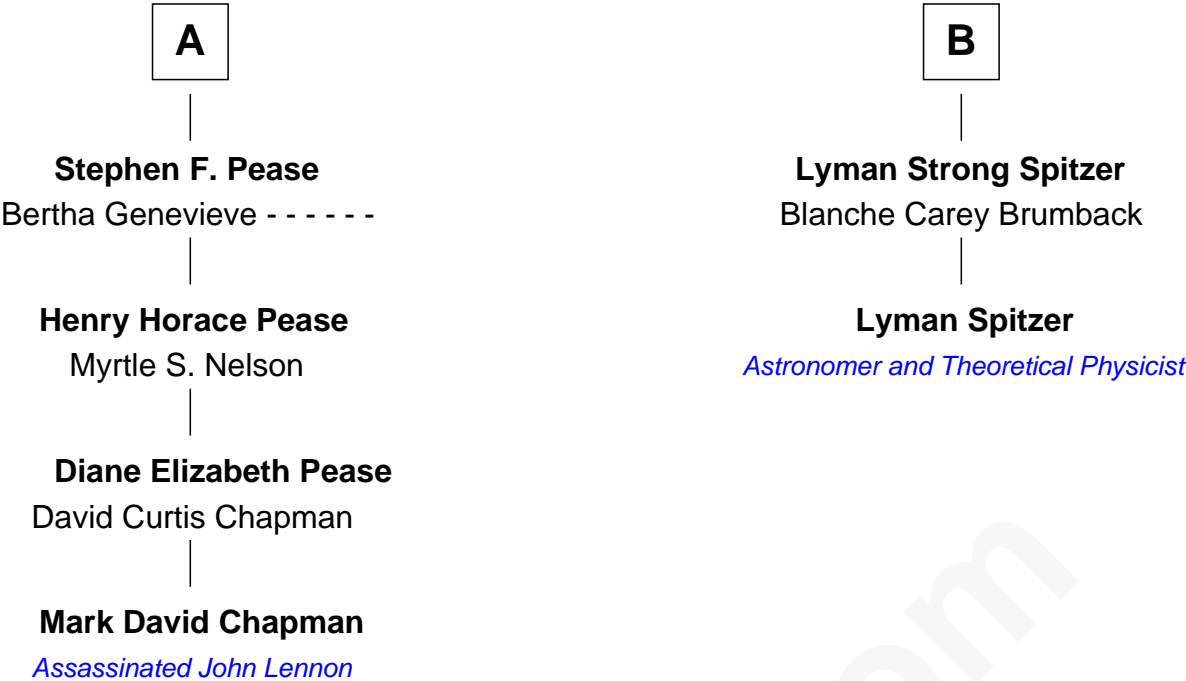 A
Stephen F. Pease
Bertha Genevieve - - - - - -
Henry Horace Pease
Myrtle S. Nelson
Diane Elizabeth Pease
David Curtis Chapman
Mark David Chapman
Assassinated John Lennon
B
Lyman Strong Spitzer
Blanche Carey Brumback
Lyman Spitzer
Astronomer and Theoretical Physicist
om